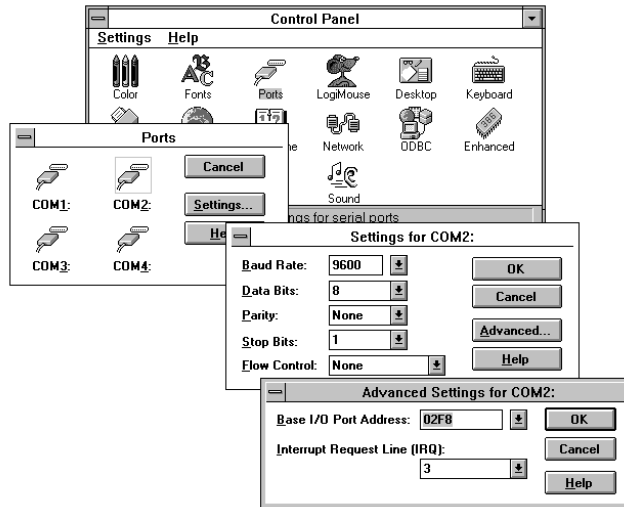 Control Panel
Settings Help
Color Fonts Ports LogiMouse Desktop Keyboard
Network ODBC Enhanced
Sound
for serial ports
Ports
Cancel
COM1: COM2: Settings...
COM3: COM4:
Settings for COM2:
Baud Rate: 9600 OK
Data Bits: 8 Cancel
Parity: None Advanced...
Stop Bits: 1
Help
Flow Control: None
Advanced Settings for COM2:
Base I/O Port Address: 02F8 OK
Interrupt Request Line (IRQ): Cancel
3
Help